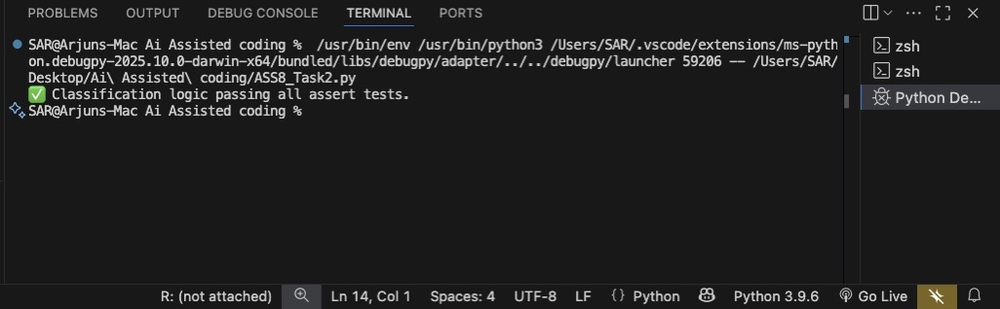 PROBLEMS OUTPUT DEBUG CONSOLE TERMINAL PORTS
SAR@Arjuns-Mac Ai Assisted coding %  /usr/bin/env /usr/bin/python3 /Users/SAR/.vscode/extensions/ms-pyth
on.debugpy-2025.10.0-darwin-x64/bundled/libs/debugpy/adapter/../../debugpy/launcher 59206 -- /Users/SAR/
Desktop/Ai\ Assisted\ coding/ASS8_Task2.py
✅ Classification logic passing all assert tests.
SAR@Arjuns-Mac Ai Assisted coding %
zsh
zsh
Python De...
R: (not attached) Ln 14, Col 1 Spaces: 4 UTF-8 LF {} Python Python 3.9.6 Go Live